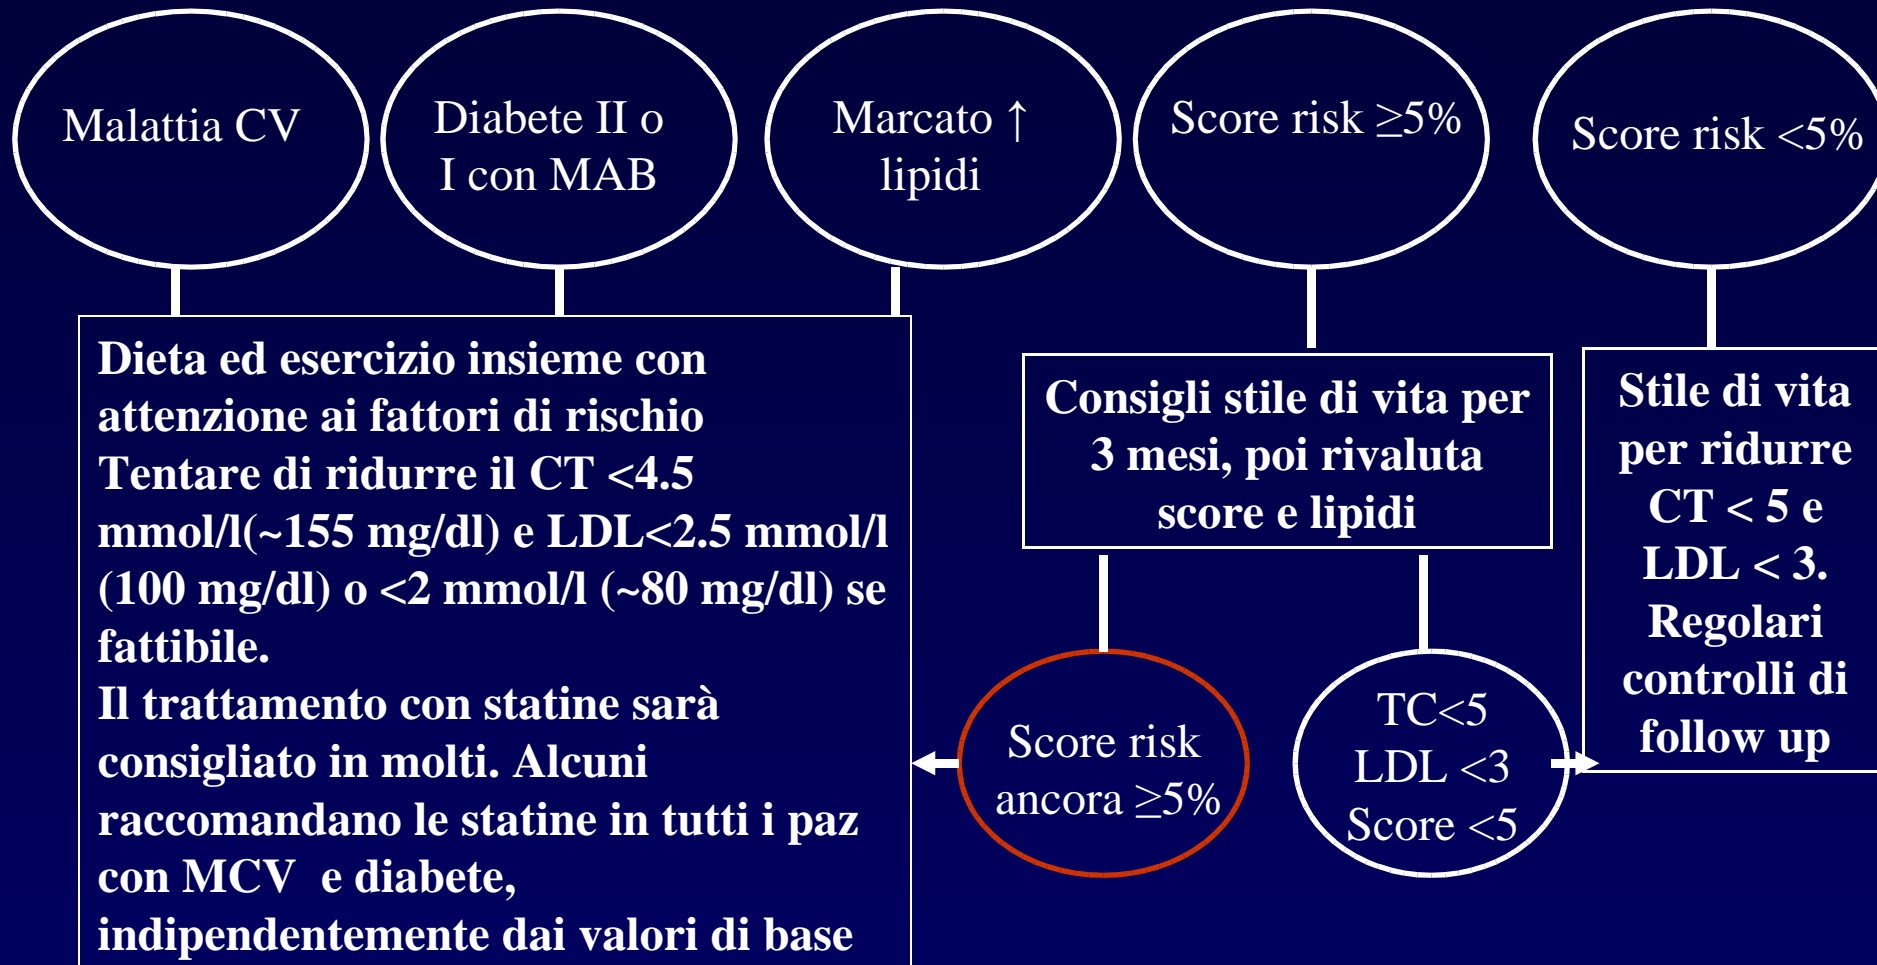 Malattia CV
Diabete II o
I con MAB
Marcato ↑
lipidi
Score risk ≥5%
Score risk <5%
Dieta ed esercizio insieme con
attenzione ai fattori di rischio
Tentare di ridurre il CT <4.5
mmol/l(~155 mg/dl) e LDL<2.5 mmol/l
(100 mg/dl) o <2 mmol/l (~80 mg/dl) se
fattibile.
Il trattamento con statine sarà
consigliato in molti. Alcuni
raccomandano le statine in tutti i paz
con MCV e diabete,
indipendentemente dai valori di base
Consigli stile di vita per
3 mesi, poi rivaluta
score e lipidi
Stile di vita
per ridurre
CT < 5 e
LDL < 3.
Regolari
controlli di
follow up
Score risk
ancora ≥5%
TC<5
LDL <3
Score <5